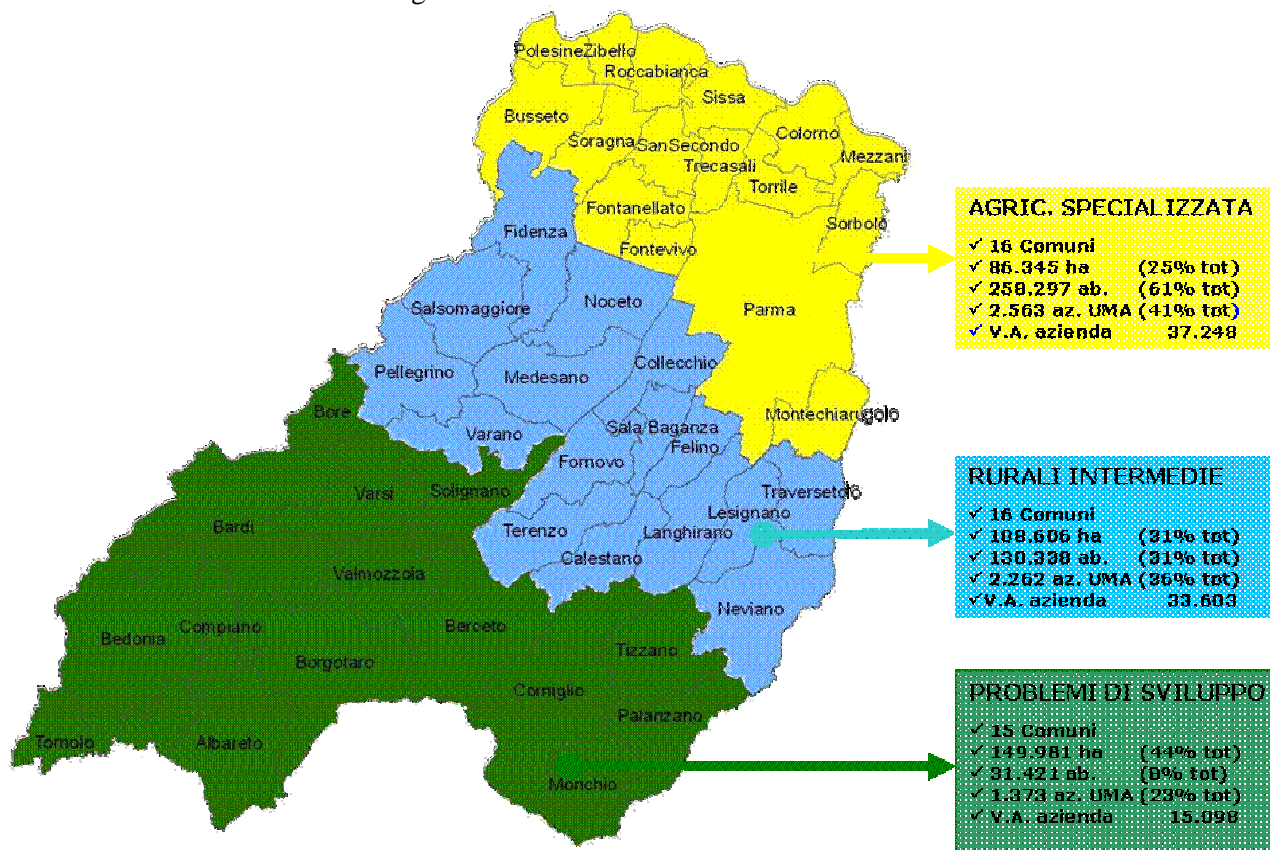 Polesine Zibello
Roccabianca
Sissa
Busseto
Colorno
Soragna San Secondo
Mezzani
Trecasali
Torrile
Fontanellato
Sorbolo
Fidenza
Fontevivo
Noceto
Salsomaggiore
Parma
Collecchio
Pellegrino
Medesano
Bore
Montechiarugolo
Sala Baganza
Varano
Felino
Fornovo
Varsi
Solignano
Traversetolo
Lesignano
Bardi
Terenzo
Langhirano
Calestano
Valmozzola
Neviano
Compiano
Berceto
Bedonia
Tizzano
Borgotaro
Corniglio
Palanzano
Tornolo
Albareto
Monchio
AGRIC. SPECIALIZZATA
✓ 16 Comuni
✓ 86.345 ha (25% tot)
✓ 258.297 ab. (61% tot)
✓ 2.563 az. UMA (41% tot)
✓ V.A. azienda 37.248
RURALI INTERMEDIE
✓ 16 Comuni
✓ 108.606 ha (31% tot)
✓ 130.338 ab. (31% tot)
✓ 2.262 az. UMA (36% tot)
✓ V.A. azienda 33.603
PROBLEMI DI SVILUPPO
✓ 15 Comuni
✓ 149.981 ha (44% tot)
✓ 31.421 ab. (8% tot)
✓ 1.373 az. UMA (23% tot)
✓ V.A. azienda 15.098